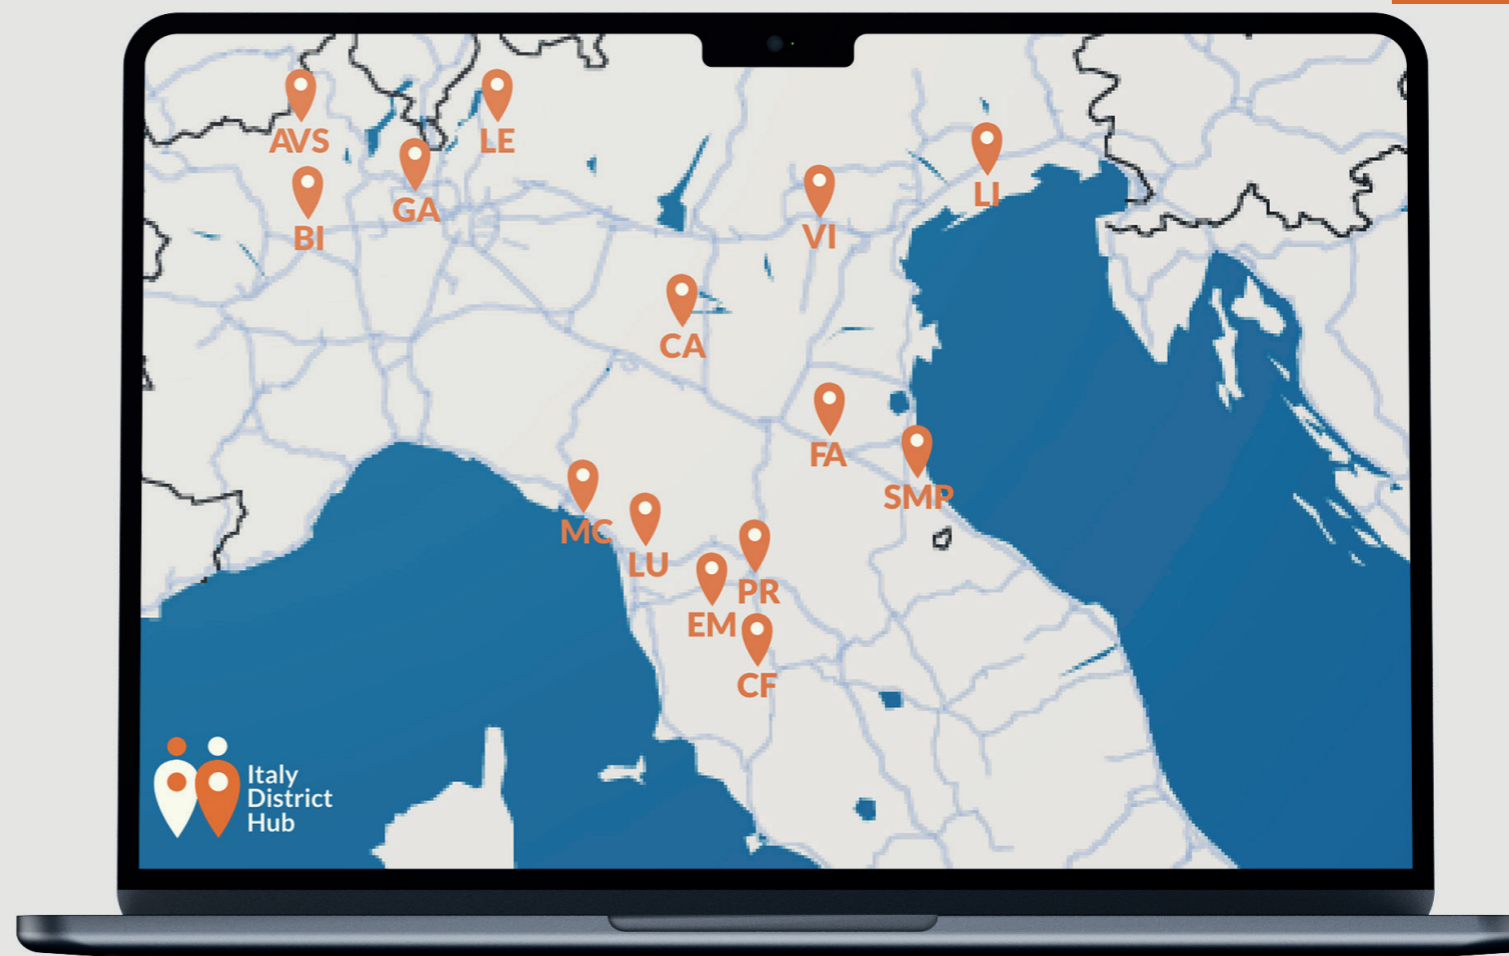 AVS
LE
GA
BI
LI
VI
CA
FA
SMP
MC
LU
PR
EM
CF
Italy
District
Hub